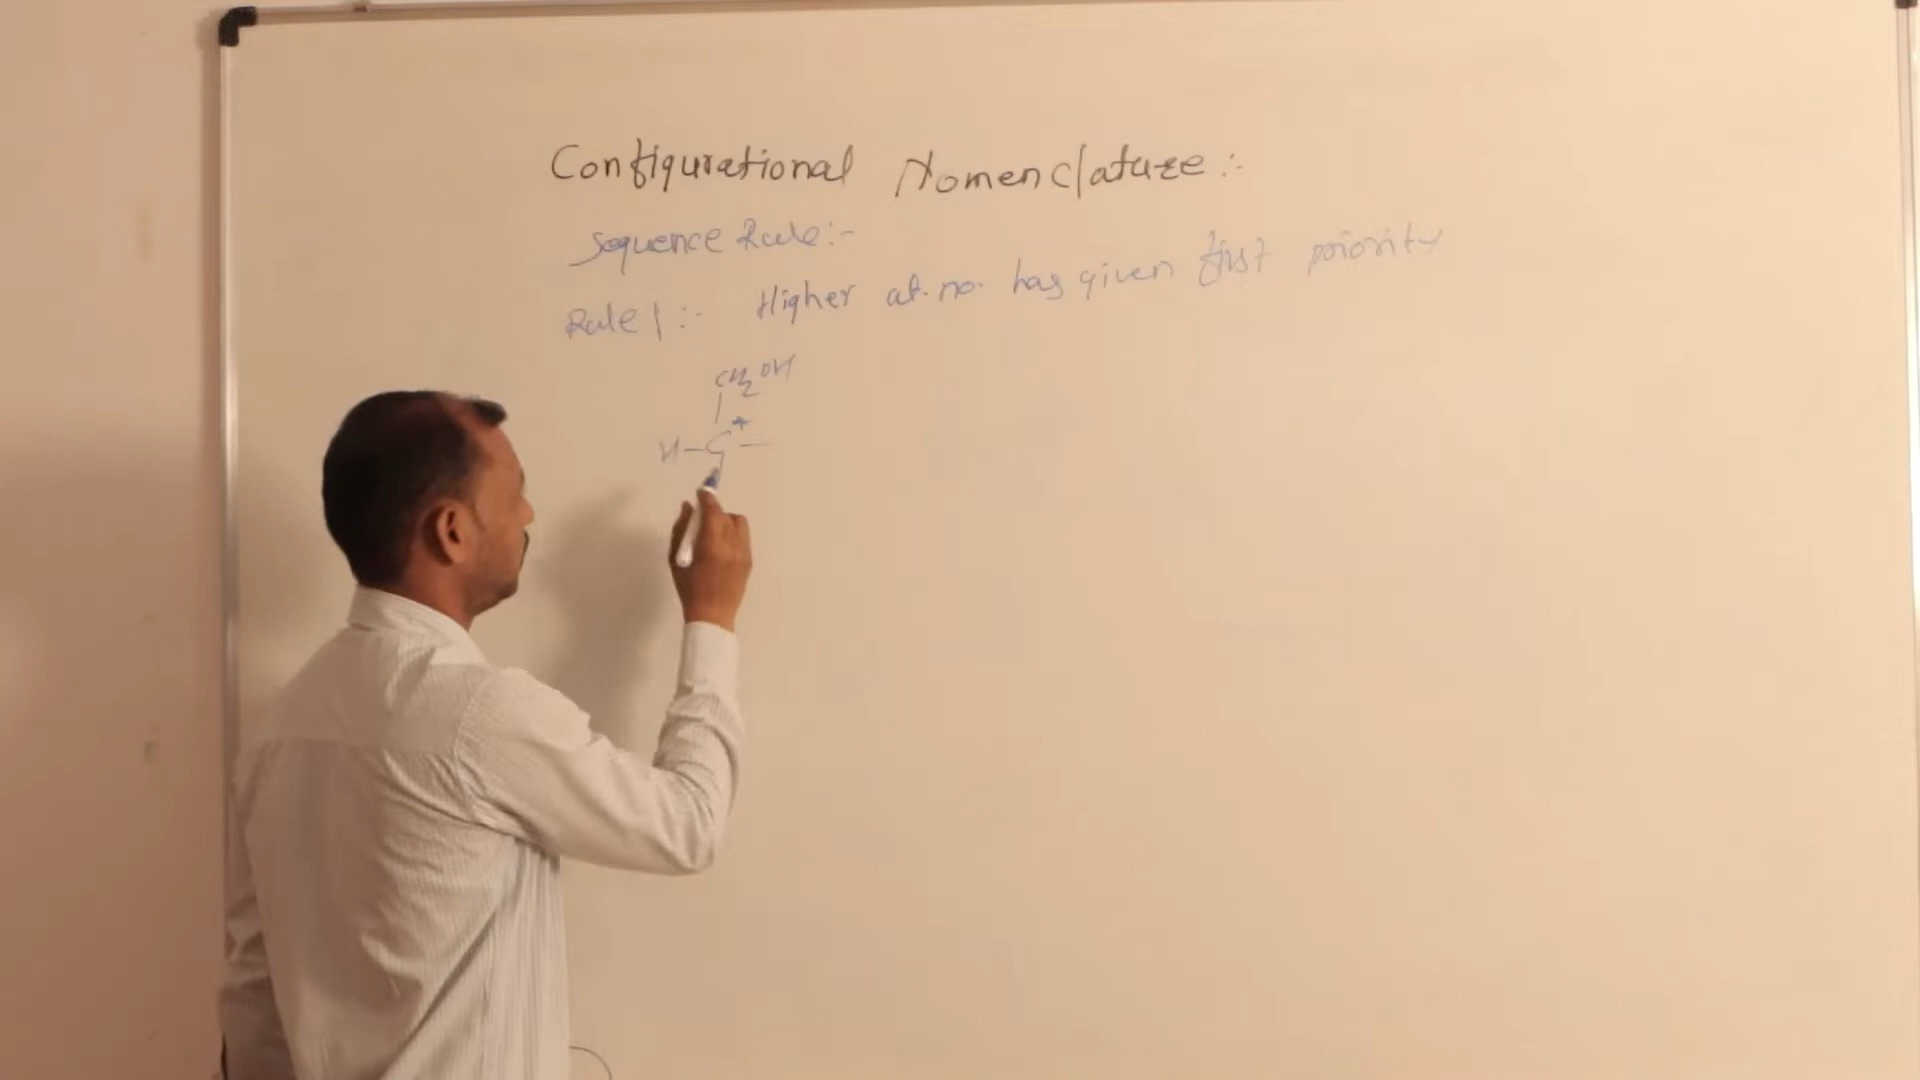 Configurational Nomenclature:-
Sequence Rule:-
Rule 1:- Higher at. no. has given first priority
CH2OH
H-C*-